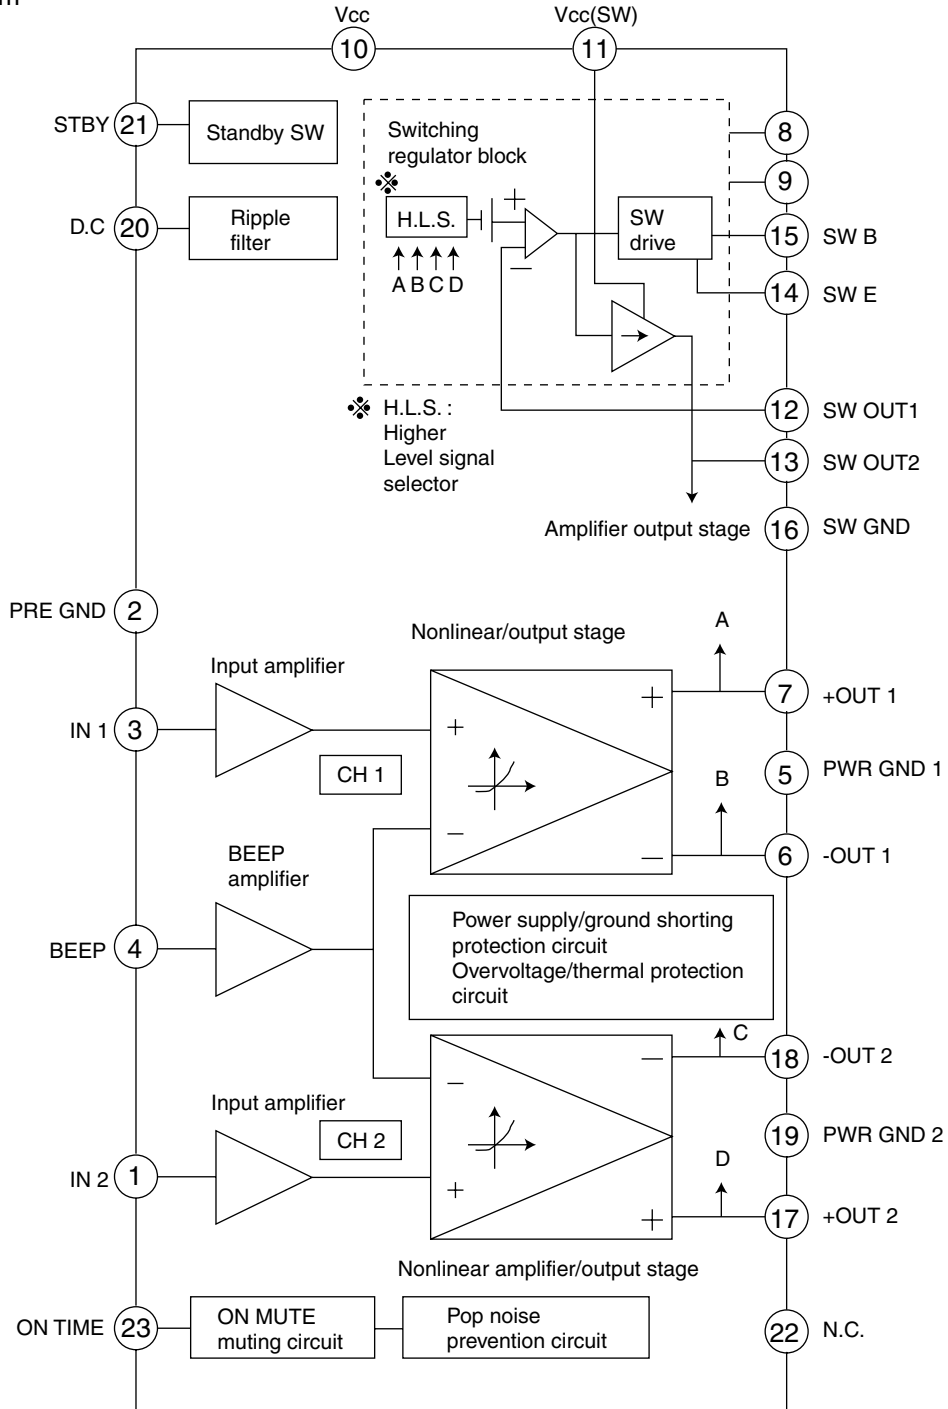 Vcc
10
Vcc(SW)
11
STBY
21
Standby SW
D.C
20
Ripple
filter
Switching
regulator block
※
H.L.S.
+
−
A B C D
SW
drive
8
9
15
SW B
14
SW E
12
SW OUT1
13
SW OUT2
※ H.L.S. :
Higher
Level signal
selector
Amplifier output stage
16
SW GND
PRE GND
2
Nonlinear/output stage
A
Input amplifier
IN 1
3
CH 1
+
−
+
−
7
+OUT 1
5
PWR GND 1
B
6
-OUT 1
BEEP
amplifier
BEEP
4
Power supply/ground shorting
protection circuit
Overvoltage/thermal protection
circuit
C
18
-OUT 2
Input amplifier
IN 2
1
CH 2
−
+
−
+
19
PWR GND 2
D
17
+OUT 2
Nonlinear amplifier/output stage
ON TIME
23
ON MUTE
muting circuit
Pop noise
prevention circuit
22
N.C.